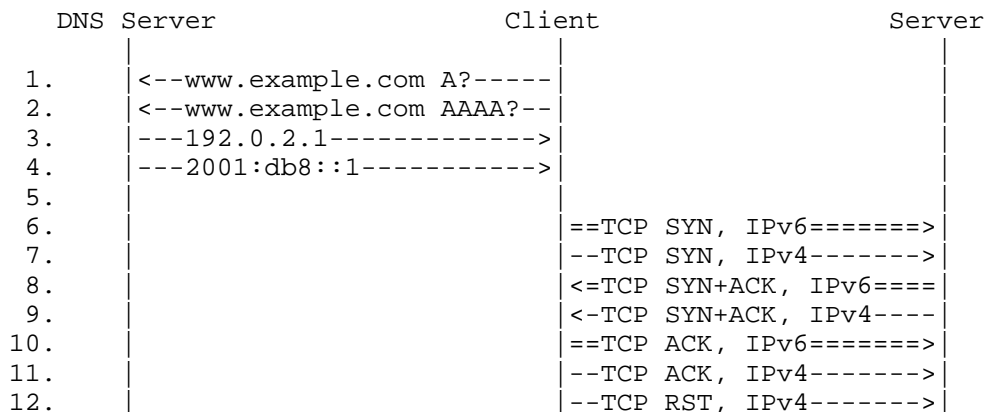 DNS Server                  Client                  Server
         |                          |                       |
 1.      |<--www.example.com A?-----|                       |
 2.      |<--www.example.com AAAA?--|                       |
 3.      |---192.0.2.1------------->|                       |
 4.      |---2001:db8::1----------->|                       |
 5.      |                          |                       |
 6.      |                          |==TCP SYN, IPv6=======>|
 7.      |                          |--TCP SYN, IPv4------->|
 8.      |                          |<=TCP SYN+ACK, IPv6====|
 9.      |                          |<-TCP SYN+ACK, IPv4----|
10.      |                          |==TCP ACK, IPv6=======>|
11.      |                          |--TCP ACK, IPv4------->|
12.      |                          |--TCP RST, IPv4------->|